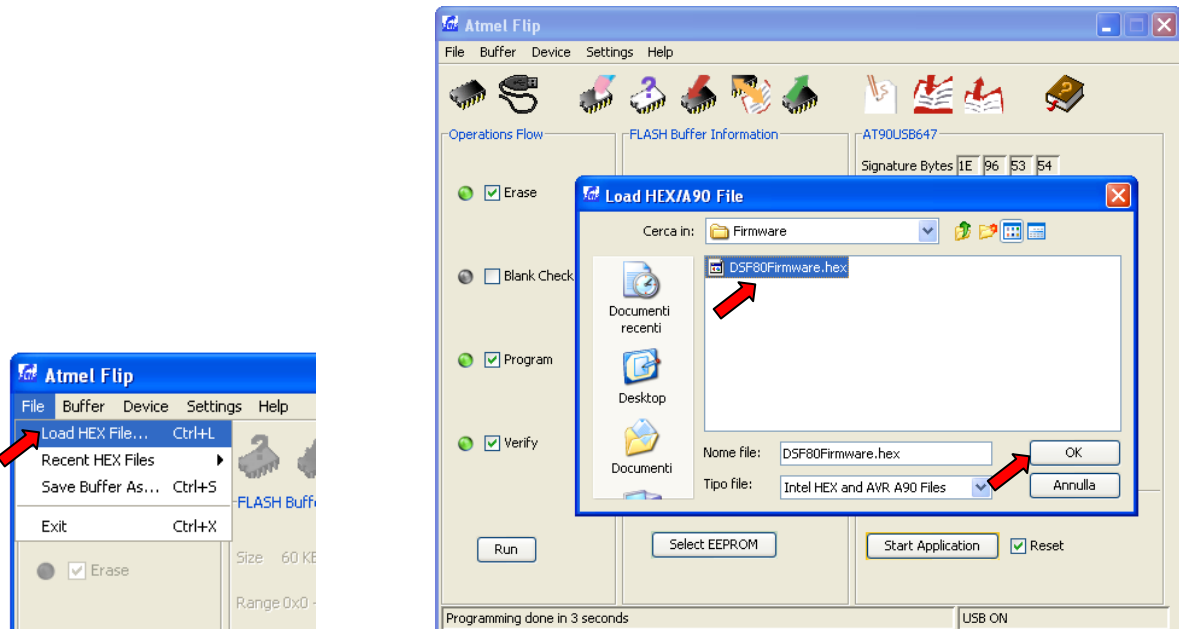 Atmel Flip
File Buffer Device Settings Help
Load HEX File... Ctrl+L
Recent HEX Files
Save Buffer As... Ctrl+S
Exit Ctrl+X
FLASH Buff
Size 60 KB
Range 0x0 -
Erase
Atmel Flip
File Buffer Device Settings Help
Operations Flow
FLASH Buffer Information
AT90USB647
Signature Bytes 1E 96 53 54
Erase
Blank Check
Program
Verify
Run
Load HEX/A90 File
Cerca in: Firmware
DSF80Firmware.hex
Documenti
recenti
Desktop
Documenti
Nome file: DSF80Firmware.hex OK
Tipo file: Intel HEX and AVR A90 Files Annulla
Select EEPROM
Start Application Reset
Programming done in 3 seconds USB ON